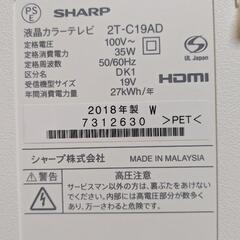 PS
E
SHARP
液晶カラーテレビ 2T-C19AD
定格電圧 100V～
定格消費電力 35W
定格周波数 50/60Hz
区分名 DK1
受信機型サイズ 19V
年間消費電力量 27kWh/年
UL
UL Japan
HDMI
2018年製 W
7312630
>PET<
シャープ株式会社 MADE IN MALAYSIA
警告
高圧注意
サービスマン以外の方は、裏ぶたをあけないでく
ださい。内部には高電圧部分が数多く
あり、万一さわると危険です。